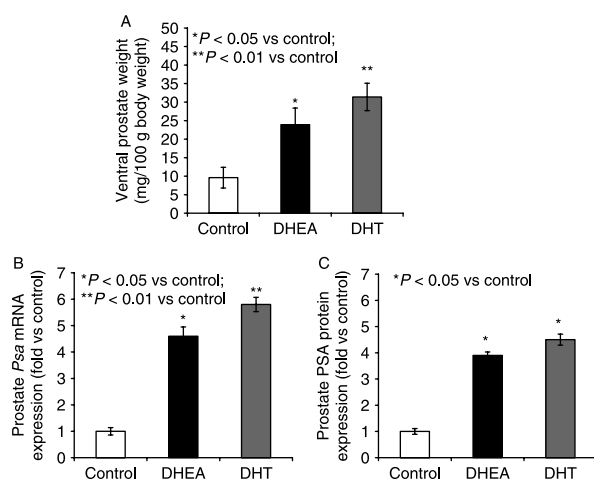 A
*P < 0.05 vs control;
**P < 0.01 vs control
Ventral prostate weight
(mg/100 g body weight)
50
45
40
35
30
25
20
15
10
5
0
*
**
Control DHEA DHT
B
*P < 0.05 vs control;
**P < 0.01 vs control
Prostate Psa mRNA
expression (fold vs control)
7
6
5
4
3
2
1
0
*
**
Control DHEA DHT
C
*P < 0.05 vs control
Prostate PSA protein
expression (fold vs control)
7
6
5
4
3
2
1
0
*
*
Control DHEA DHT